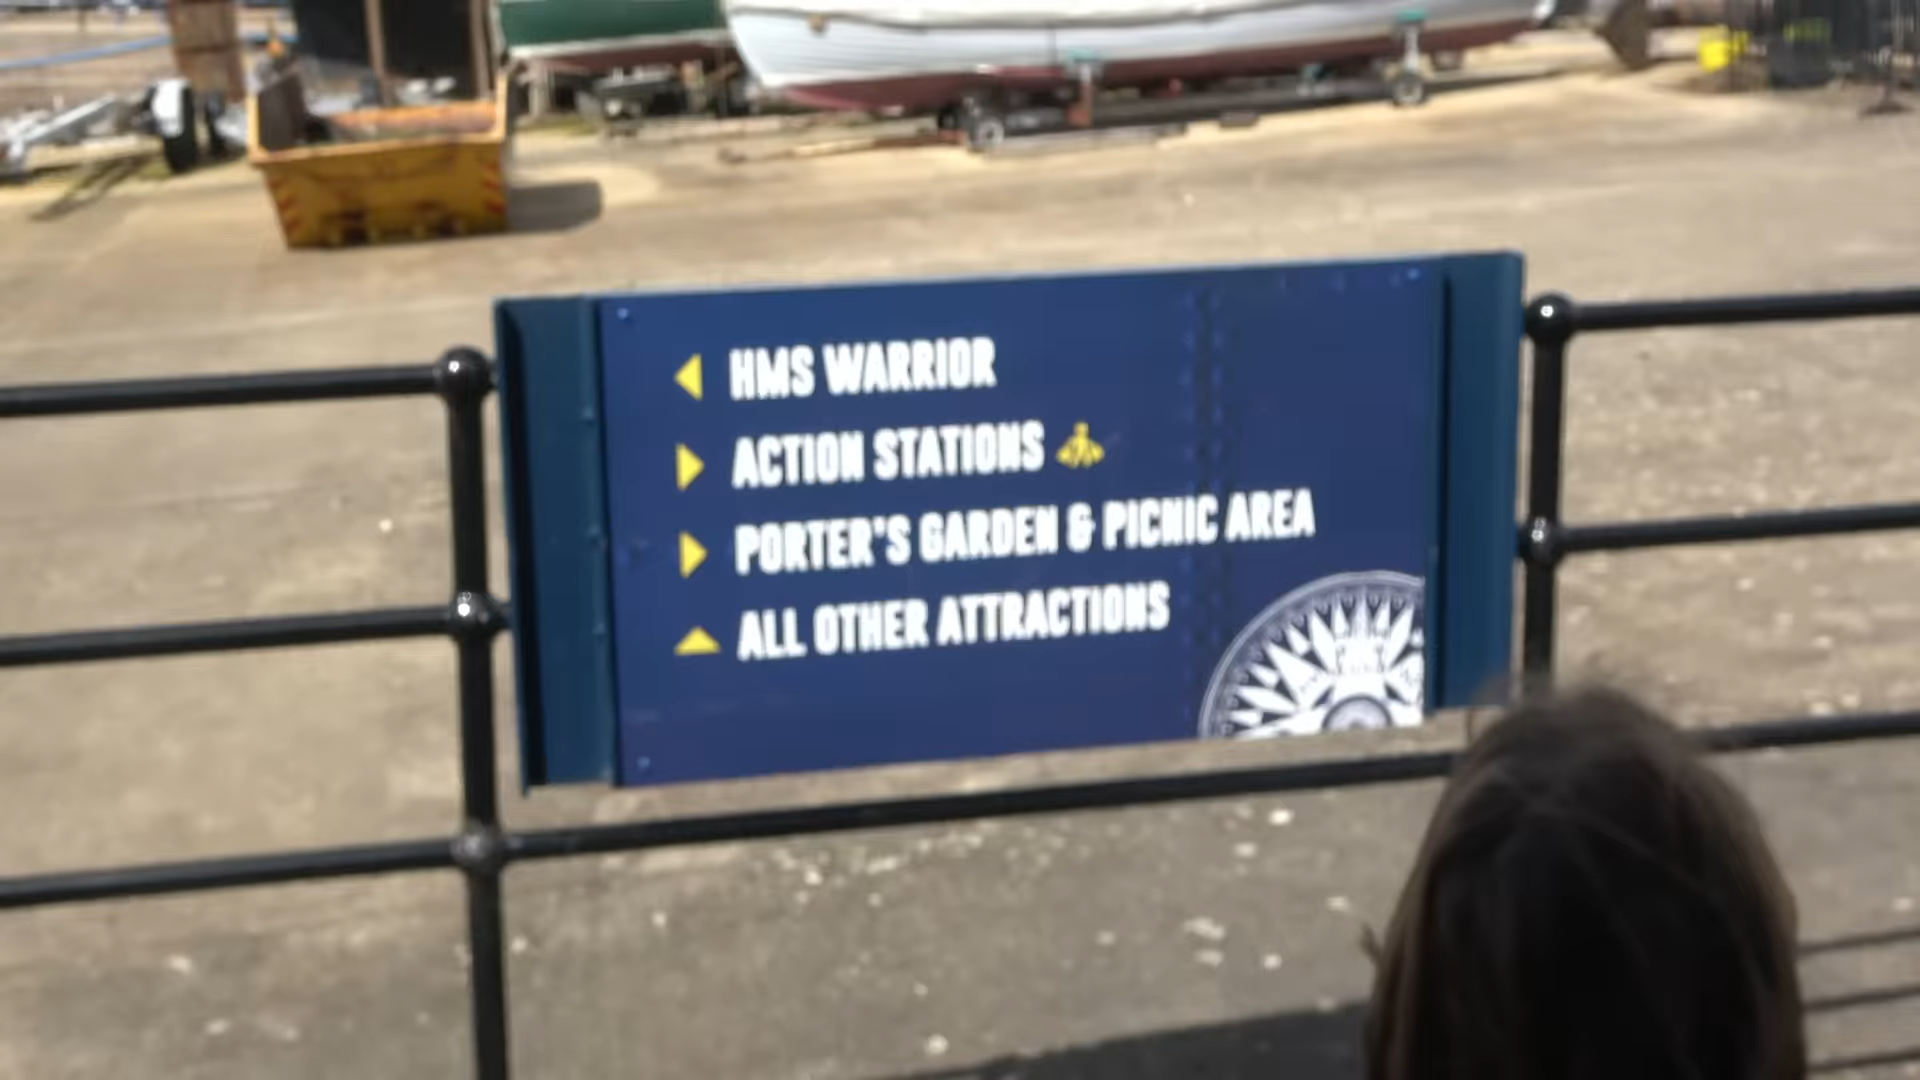 HMS WARRIOR
ACTION STATIONS
PORTER'S GARDEN & PICNIC AREA
ALL OTHER ATTRACTIONS